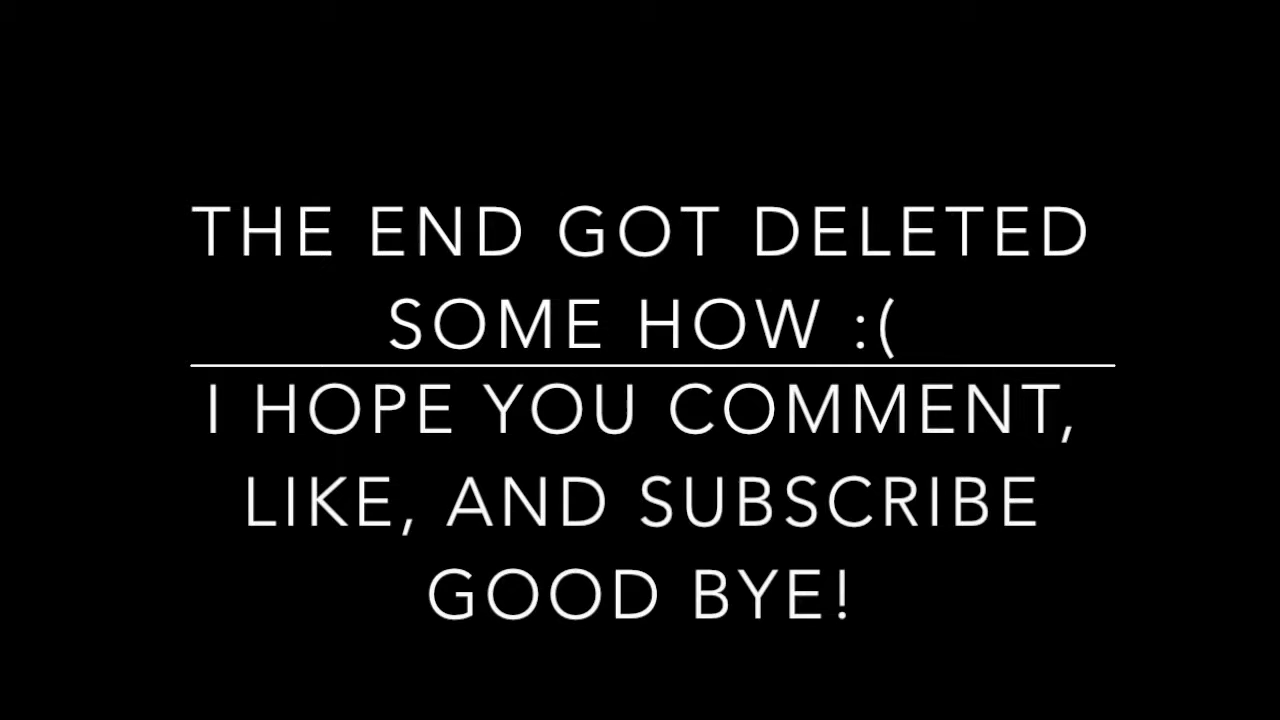 THE END GOT DELETED
SOME HOW :(
I HOPE YOU COMMENT,
LIKE, AND SUBSCRIBE
GOOD BYE!